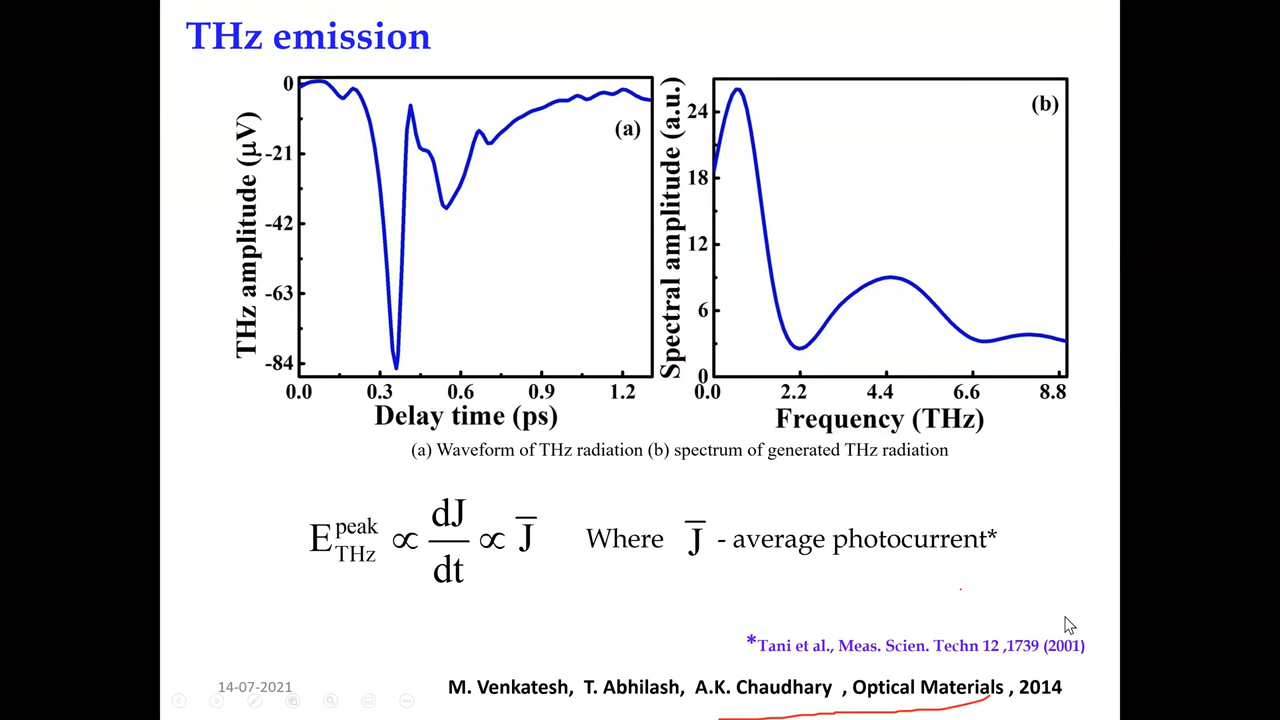 THz emission
THz amplitude (μV)
0
-21
-42
-63
-84
(a)
0.0 0.3 0.6 0.9 1.2
Delay time (ps)
Spectral amplitude (a.u.)
24
18
12
6
0
(b)
0.0 2.2 4.4 6.6 8.8
Frequency (THz)
(a) Waveform of THz radiation (b) spectrum of generated THz radiation
E_THz^peak ∝ dJ/dt ∝ J̅ Where J̅ - average photocurrent*
*Tani et al., Meas. Scien. Techn 12 ,1739 (2001)
14-07-2021
M. Venkatesh, T. Abhilash, A.K. Chaudhary , Optical Materials , 2014